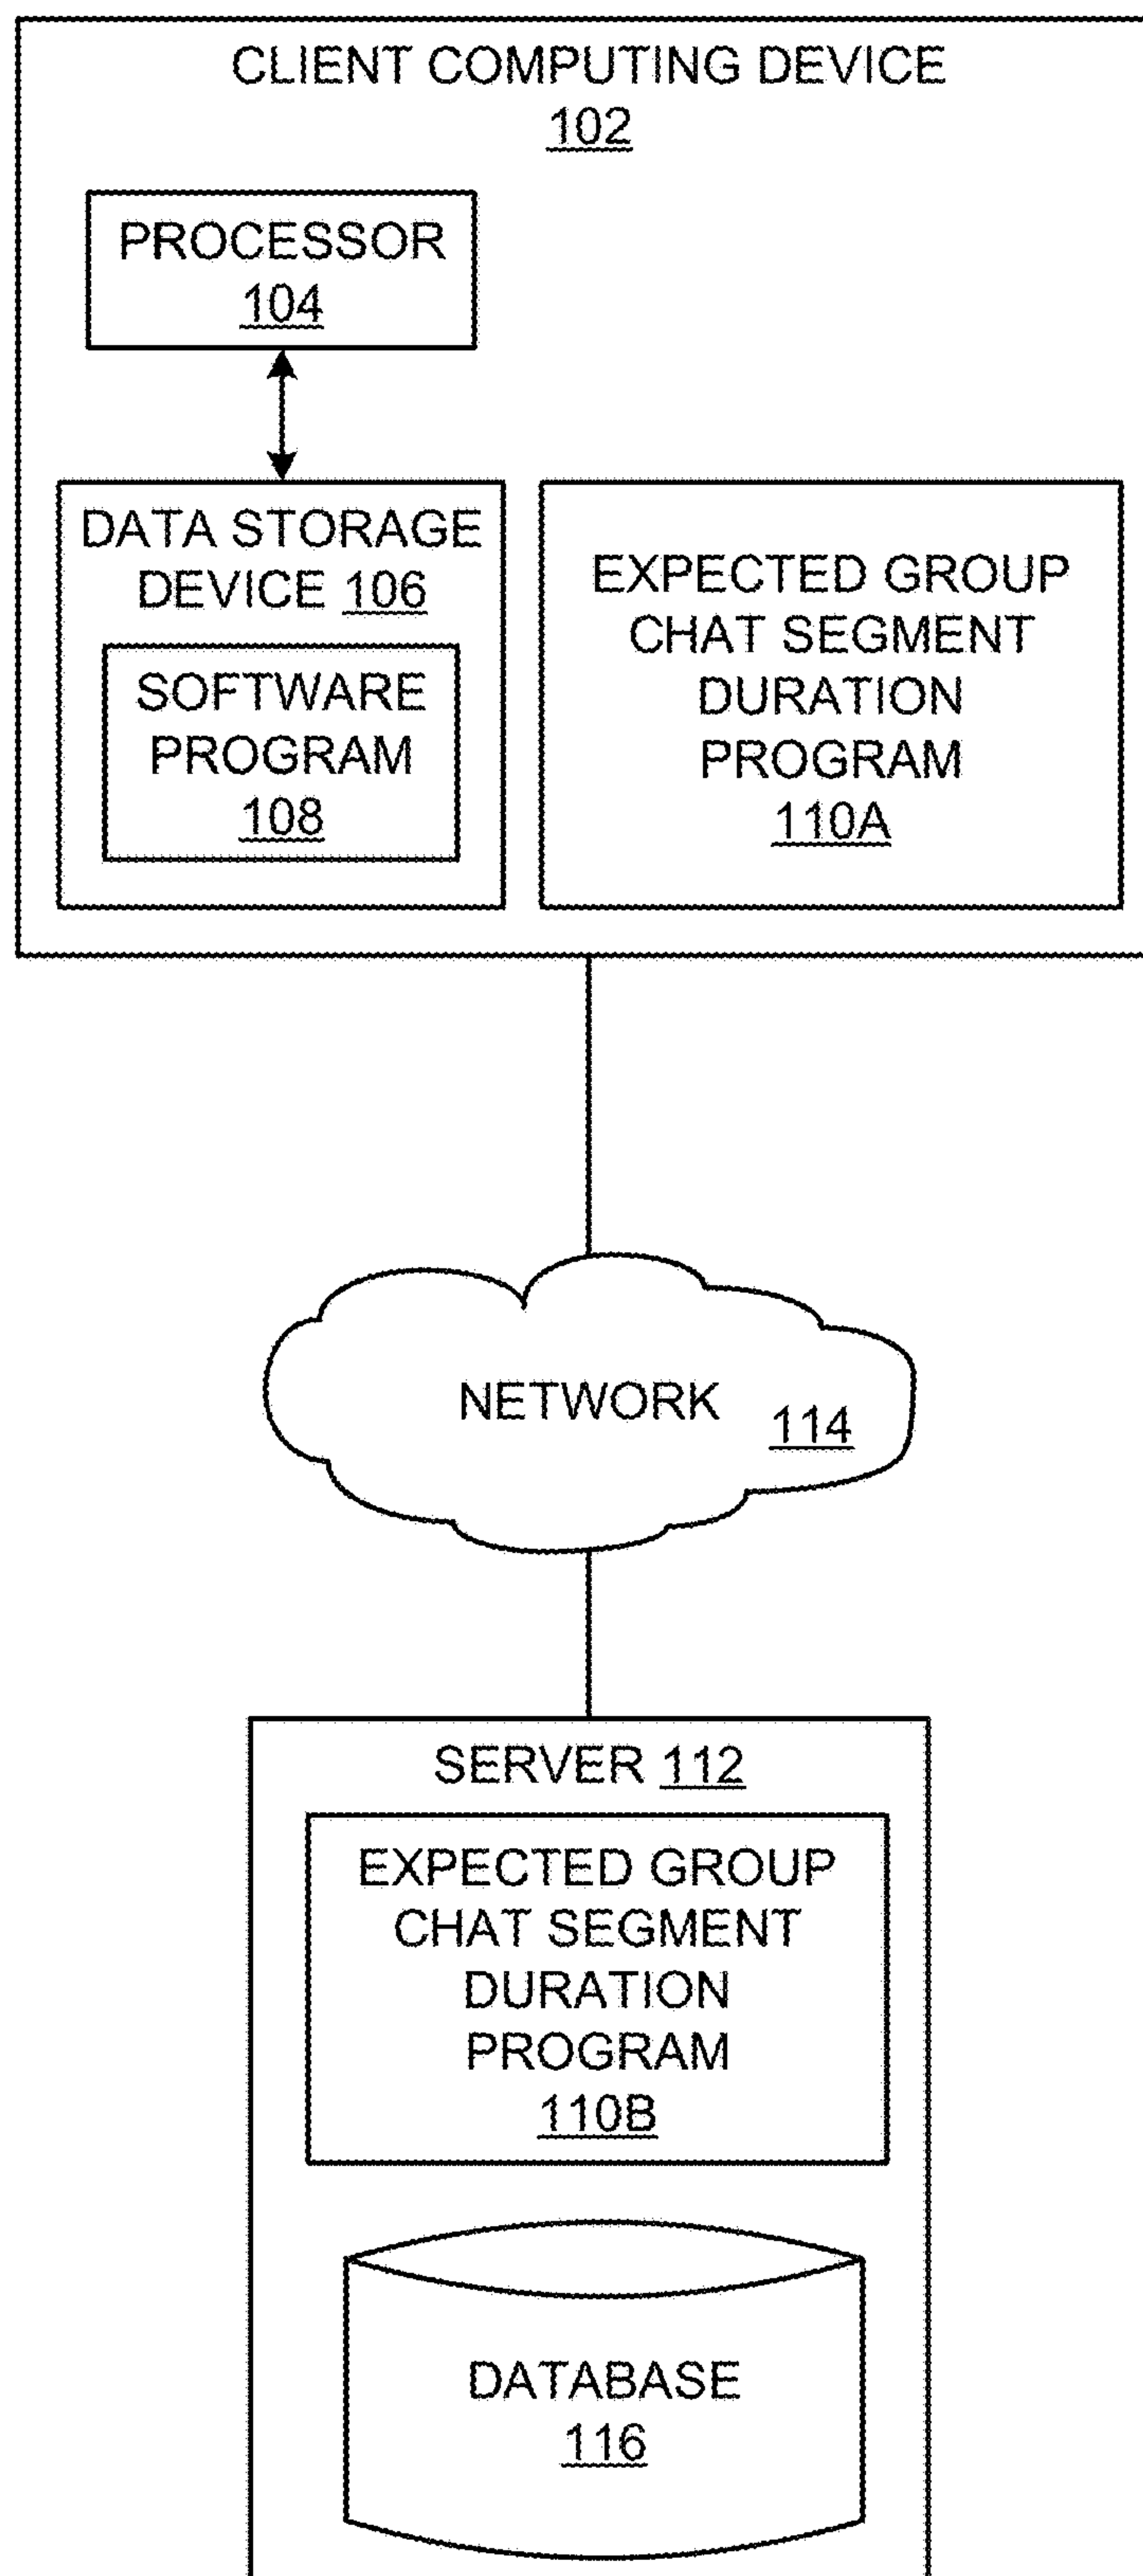 CLIENT COMPUTING DEVICE
102
PROCESSOR
104
DATA STORAGE
DEVICE 106
SOFTWARE
PROGRAM
108
EXPECTED GROUP
CHAT SEGMENT
DURATION
PROGRAM
110A
NETWORK 114
SERVER 112
EXPECTED GROUP
CHAT SEGMENT
DURATION
PROGRAM
110B
DATABASE
116